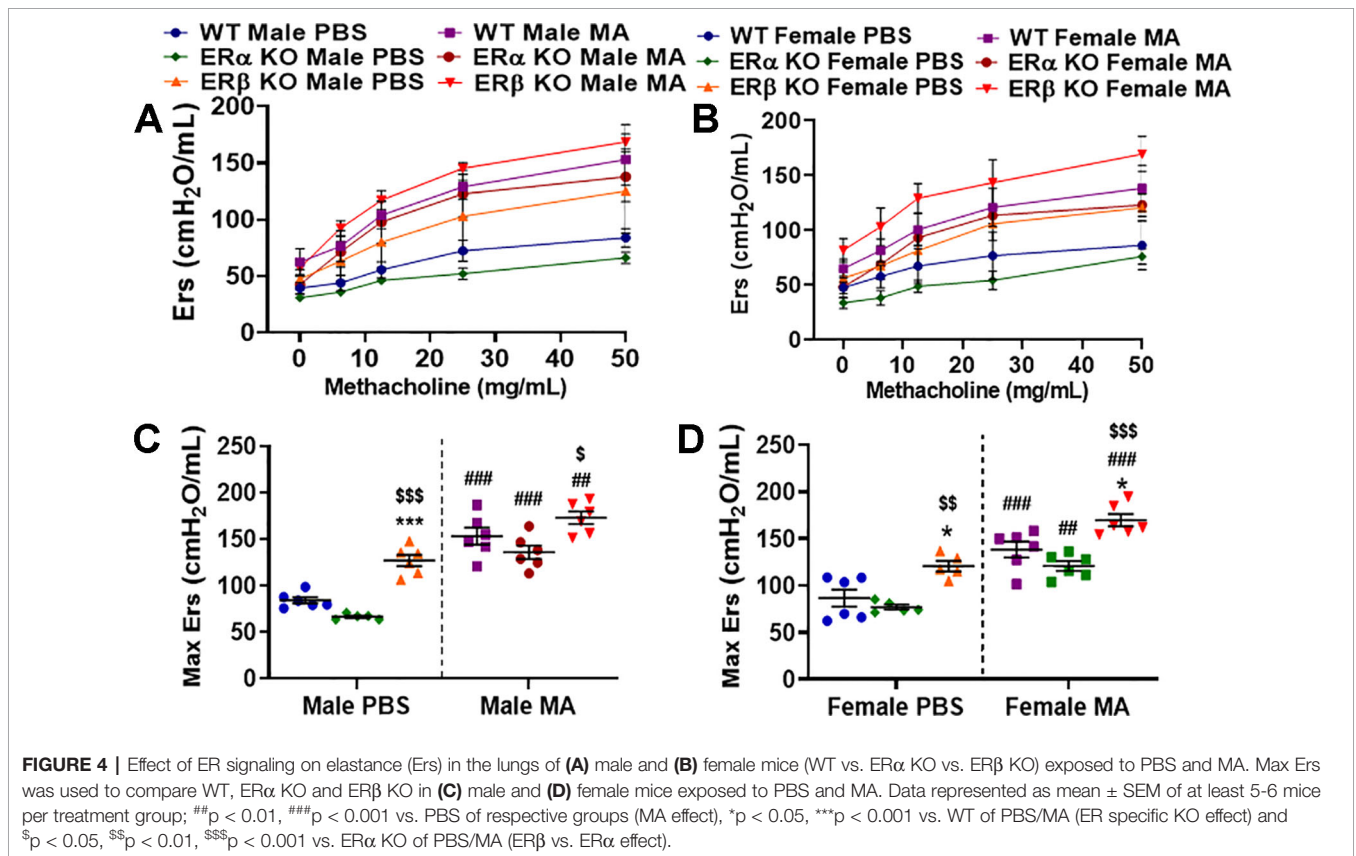 WT Male PBS
WT Male MA
ERα KO Male PBS
ERα KO Male MA
ERβ KO Male PBS
ERβ KO Male MA
WT Female PBS
WT Female MA
ERα KO Female PBS
ERα KO Female MA
ERβ KO Female PBS
ERβ KO Female MA
A
Ers (cmH2O/mL)
200
150
100
50
0
0 10 20 30 40 50
Methacholine (mg/mL)
B
Ers (cmH2O/mL)
200
150
100
50
0
0 10 20 30 40 50
Methacholine (mg/mL)
C
Max Ers (cmH2O/mL)
250
200
150
100
50
0
$$$
***
###
###
$
##
Male PBS
Male MA
D
Max Ers (cmH2O/mL)
250
200
150
100
50
0
$$
*
###
##
$$$
###
*
Female PBS
Female MA
FIGURE 4 | Effect of ER signaling on elastance (Ers) in the lungs of (A) male and (B) female mice (WT vs. ERα KO vs. ERβ KO) exposed to PBS and MA. Max Ers
was used to compare WT, ERα KO and ERβ KO in (C) male and (D) female mice exposed to PBS and MA. Data represented as mean ± SEM of at least 5-6 mice
per treatment group; ##p < 0.01, ###p < 0.001 vs. PBS of respective groups (MA effect), *p < 0.05, ***p < 0.001 vs. WT of PBS/MA (ER specific KO effect) and
$p < 0.05, $$p < 0.01, $$$p < 0.001 vs. ERα KO of PBS/MA (ERβ vs. ERα effect).